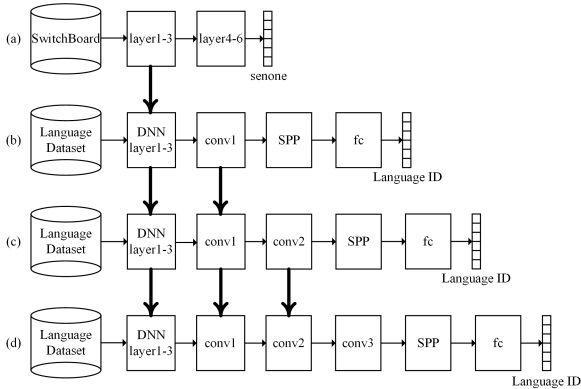 (a) SwitchBoard layer1-3 layer4-6
senone
(b) Language Dataset DNN layer1-3 conv1 SPP fc
Language ID
(c) Language Dataset DNN layer1-3 conv1 conv2 SPP fc
Language ID
(d) Language Dataset DNN layer1-3 conv1 conv2 conv3 SPP fc
Language ID